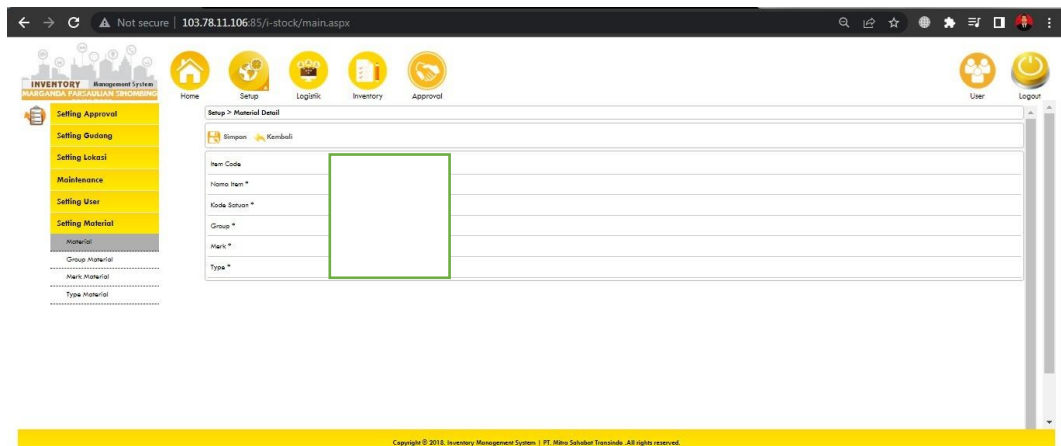 Not secure | 103.78.11.106:85/i-stock/main.aspx
INVENTORY Management System
MARGANDA PARSAULIAN SIHOMBING
Home Setup Logistik Inventory Approval User Logout
Setting Approval
Setting Gudang
Setting Lokasi
Maintenance
Setting User
Setting Material
Material
Group Material
Merk Material
Type Material
Setup > Material Detail
Simpan Kembali
Item Code
Nama Item *
Kode Satuan *
Group *
Merk *
Type *
Copyright © 2018. Inventory Management System | PT. Mitra Sahabat Transindo .All rights reserved.